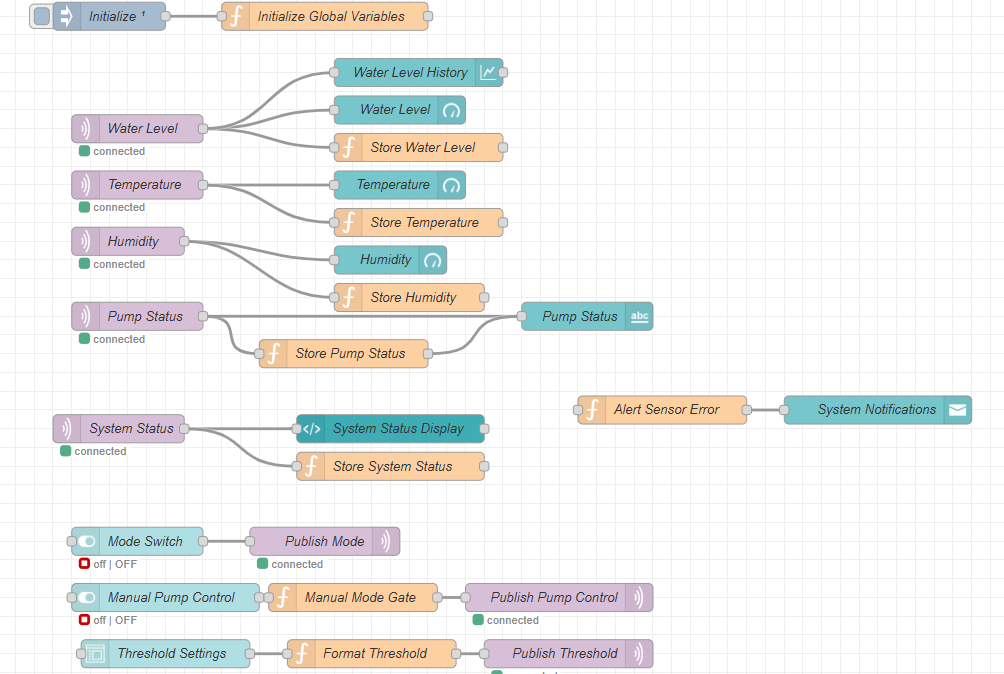 Initialize ¹
Initialize Global Variables
Water Level History
Water Level
Water Level
connected
Store Water Level
Temperature
Temperature
connected
Store Temperature
Humidity
connected
Humidity
Store Humidity
Pump Status
connected
Pump Status
abc
Store Pump Status
Alert Sensor Error
System Notifications
System Status
connected
System Status Display
Store System Status
Mode Switch
off | OFF
Publish Mode
connected
Manual Pump Control
off | OFF
Manual Mode Gate
Publish Pump Control
connected
Threshold Settings
Format Threshold
Publish Threshold